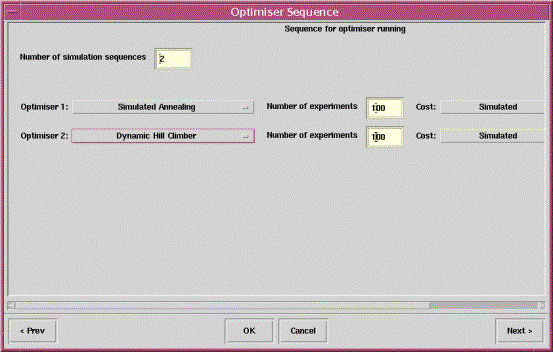 Optimiser Sequence
Sequence for optimiser running
Number of simulation sequences 2
Optimiser 1: Simulated Annealing Number of experiments 100 Cost: Simulated
Optimiser 2: Dynamic Hill Climber Number of experiments 100 Cost: Simulated
< Prev OK Cancel Next >